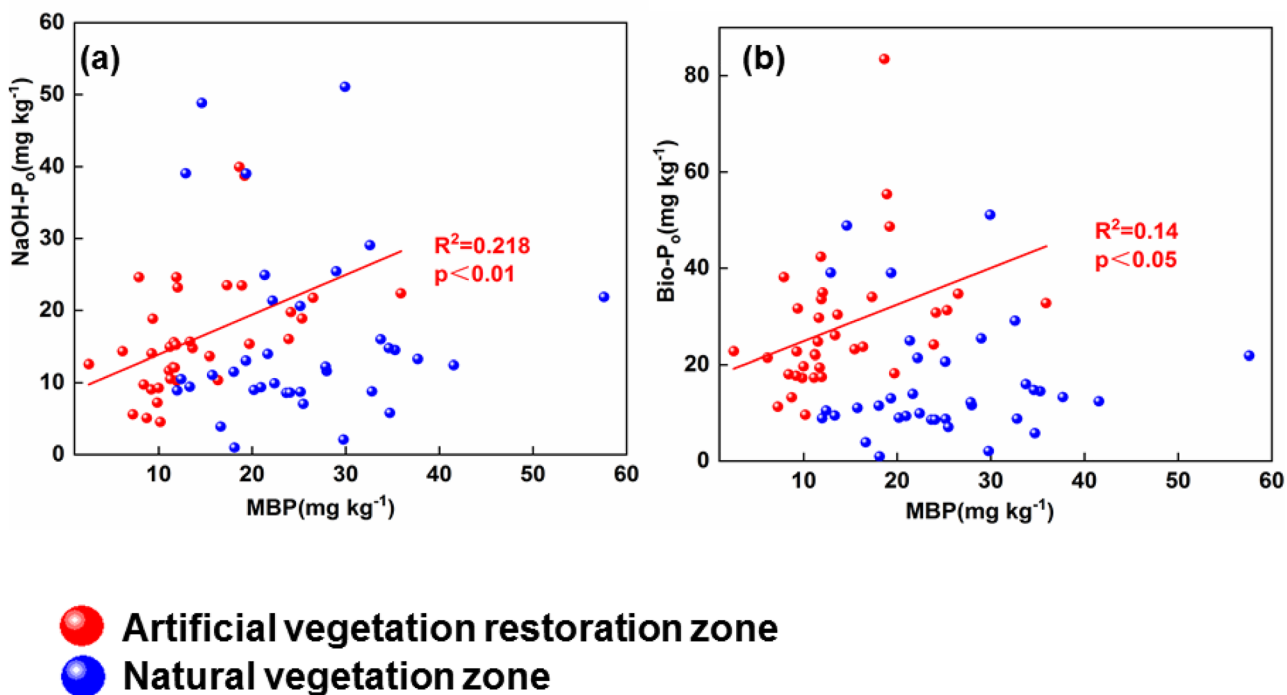 (a)
60
50
40
30
20
10
0
NaOH-Pₒ(mg kg⁻¹)
R²=0.218
p<0.01
10 20 30 40 50 60
MBP(mg kg⁻¹)
(b)
80
60
40
20
0
Bio-Pₒ(mg kg⁻¹)
R²=0.14
p<0.05
10 20 30 40 50 60
MBP(mg kg⁻¹)
Artificial vegetation restoration zone
Natural vegetation zone